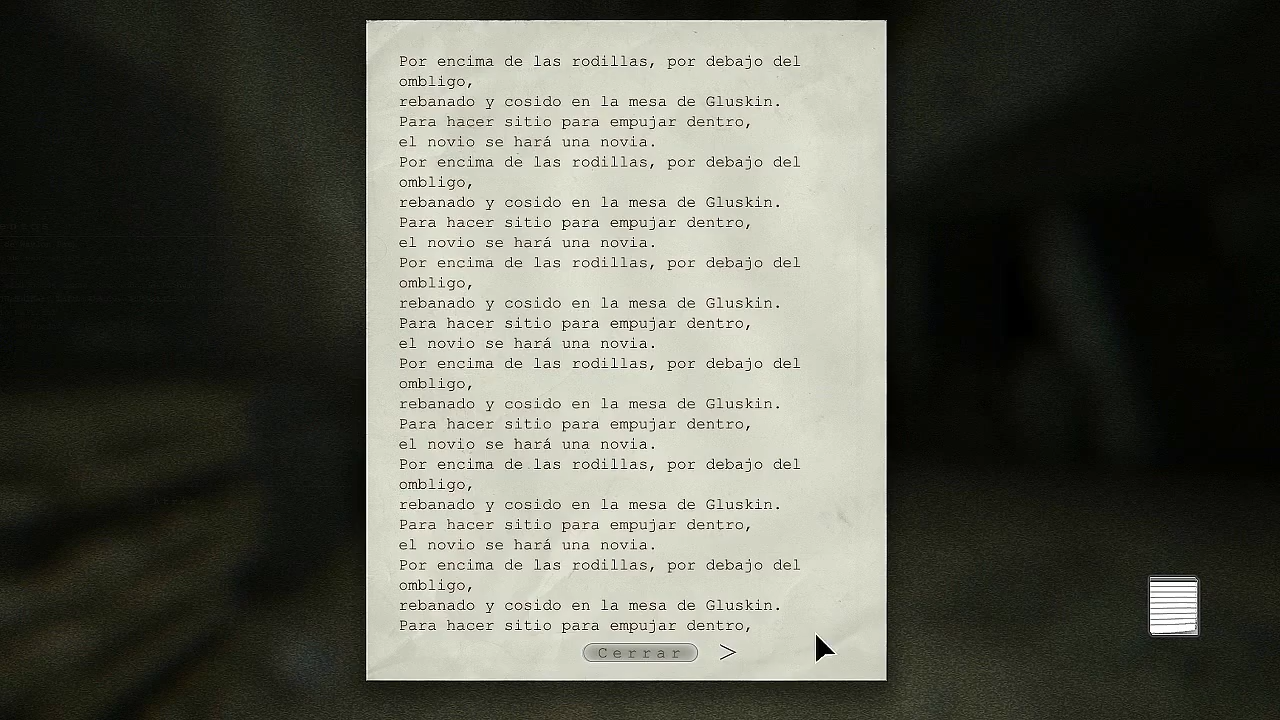 Por encima de las rodillas, por debajo del
ombligo,
rebanado y cosido en la mesa de Gluskin.
Para hacer sitio para empujar dentro,
el novio se hará una novia.
Por encima de las rodillas, por debajo del
ombligo,
rebanado y cosido en la mesa de Gluskin.
Para hacer sitio para empujar dentro,
el novio se hará una novia.
Por encima de las rodillas, por debajo del
ombligo,
rebanado y cosido en la mesa de Gluskin.
Para hacer sitio para empujar dentro,
el novio se hará una novia.
Por encima de las rodillas, por debajo del
ombligo,
rebanado y cosido en la mesa de Gluskin.
Para hacer sitio para empujar dentro,
el novio se hará una novia.
Por encima de las rodillas, por debajo del
ombligo,
rebanado y cosido en la mesa de Gluskin.
Para hacer sitio para empujar dentro,
el novio se hará una novia.
Por encima de las rodillas, por debajo del
ombligo,
rebanado y cosido en la mesa de Gluskin.
Para hacer sitio para empujar dentro,
Cerrar >